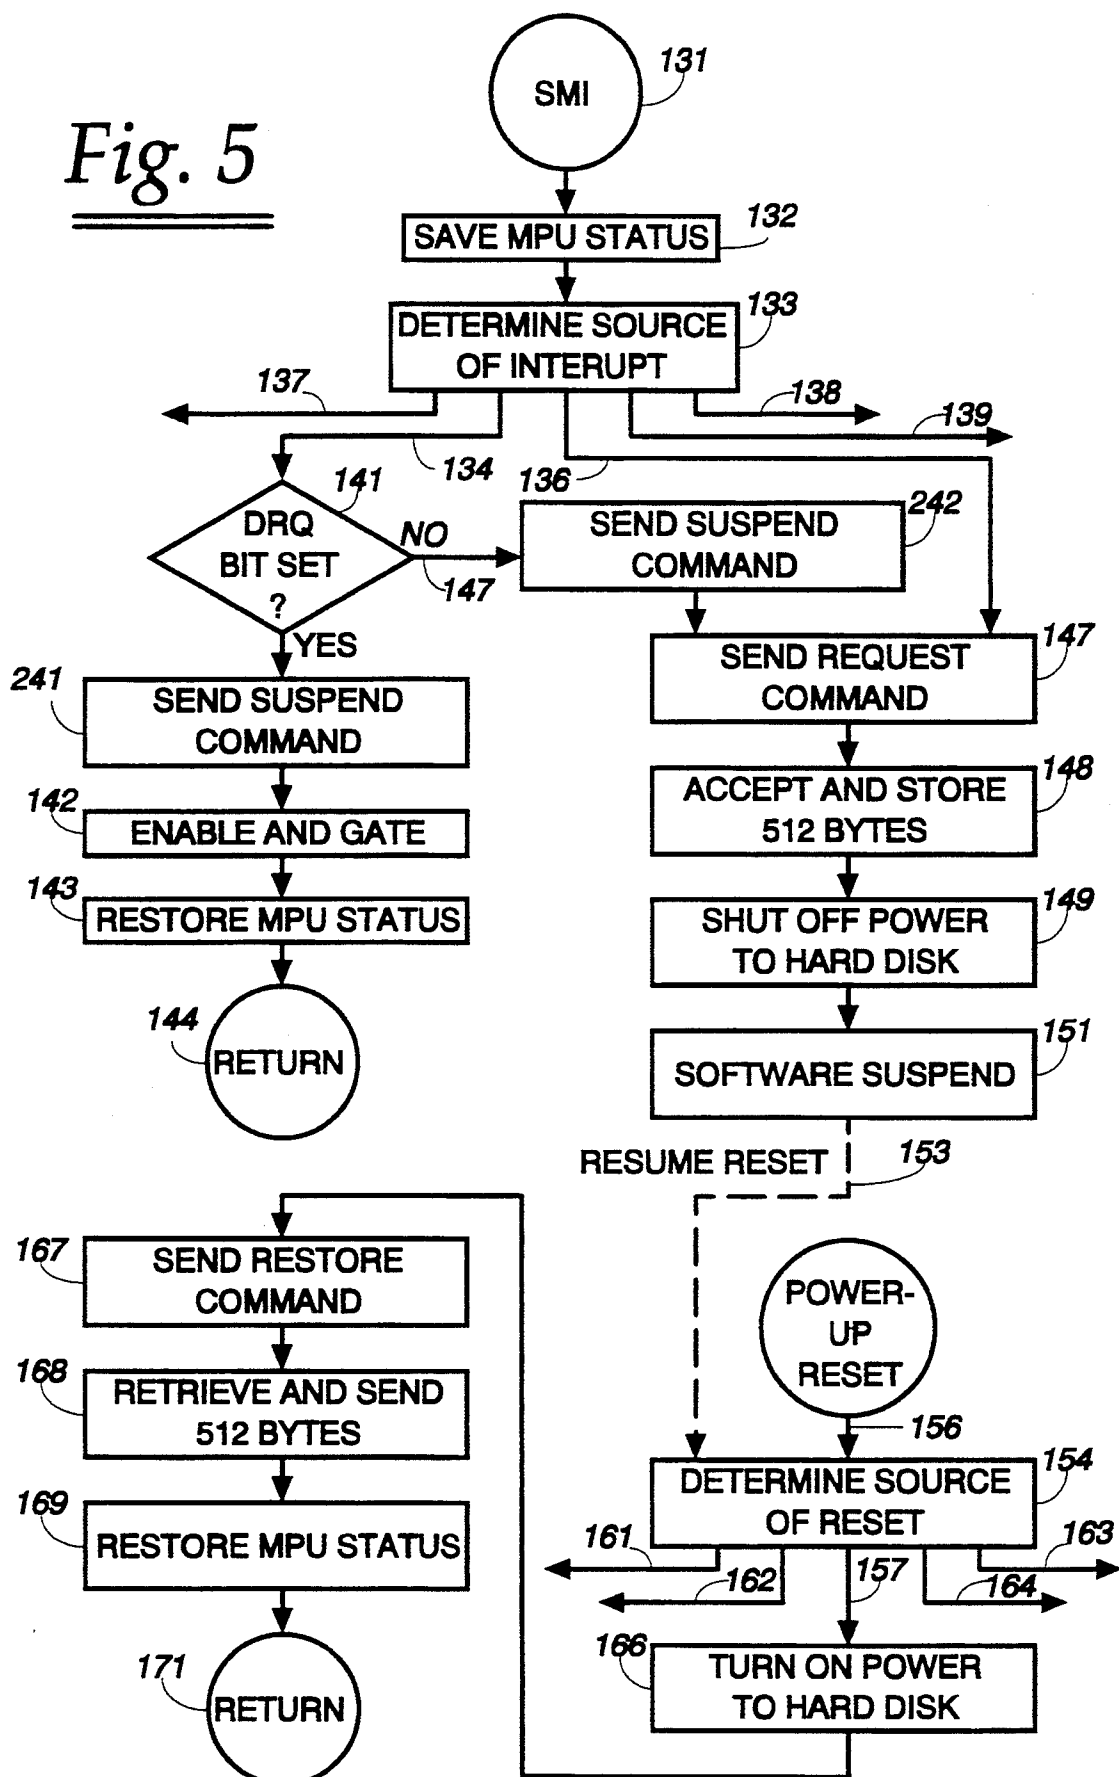 Fig. 5
SMI
131
SAVE MPU STATUS
132
DETERMINE SOURCE
OF INTERUPT
133
137
138
139
134
136
141
DRQ
BIT SET
?
NO
147
YES
SEND SUSPEND
COMMAND
242
241
SEND SUSPEND
COMMAND
SEND REQUEST
COMMAND
147
142
ENABLE AND GATE
ACCEPT AND STORE
512 BYTES
148
143
RESTORE MPU STATUS
SHUT OFF POWER
TO HARD DISK
149
144
RETURN
SOFTWARE SUSPEND
151
RESUME RESET
153
167
SEND RESTORE
COMMAND
POWER-
UP
RESET
156
168
RETRIEVE AND SEND
512 BYTES
DETERMINE SOURCE
OF RESET
154
169
RESTORE MPU STATUS
161
162
157
164
163
171
RETURN
166
TURN ON POWER
TO HARD DISK